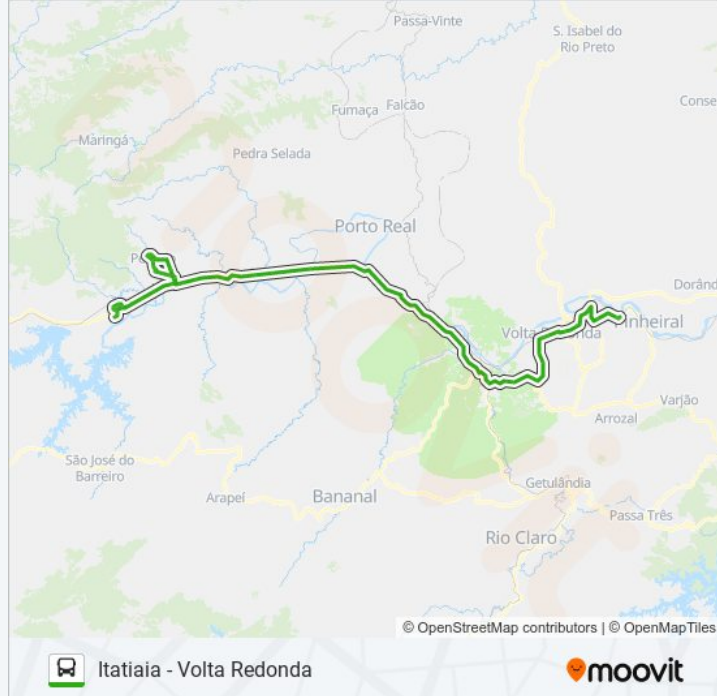 Passa-Vinte
S. Isabel do
Rio Preto
Conse
Fumaça
Falcão
Maringá
Pedra Selada
Porto Real
Dorând
Volta Redonda
Pinheiral
Varjão
Arrozal
São José do
Barreiro
Getulândia
Arapeí
Bananal
Passa Três
Rio Claro
© OpenStreetMap contributors | © OpenMapTiles
Itatiaia - Volta Redonda
moovit